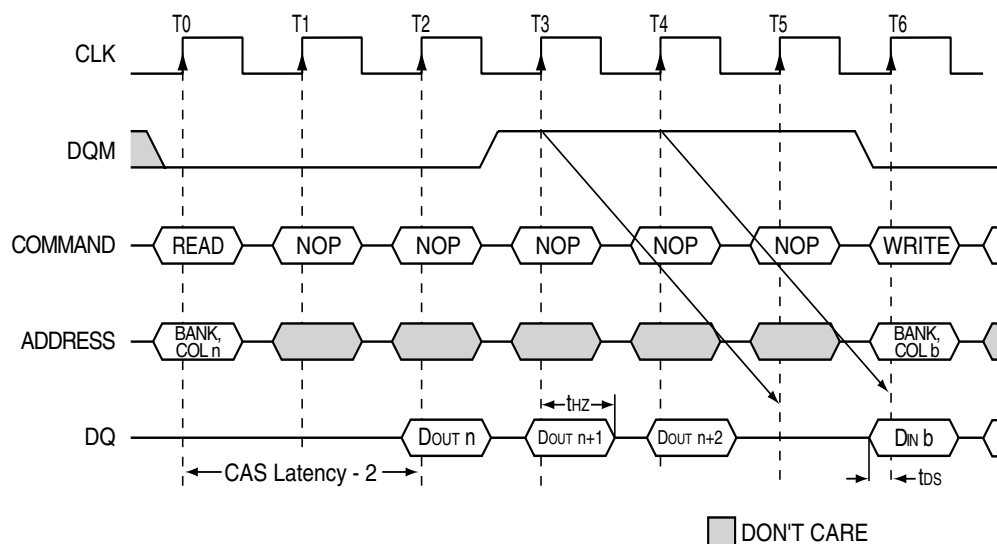 T0 T1 T2 T3 T4 T5 T6
CLK
DQM
COMMAND READ NOP NOP NOP NOP NOP WRITE
ADDRESS BANK, COL n BANK, COL b
tHZ
DQ DOUT n DOUT n+1 DOUT n+2 DIN b
CAS Latency - 2 tDS
DON'T CARE